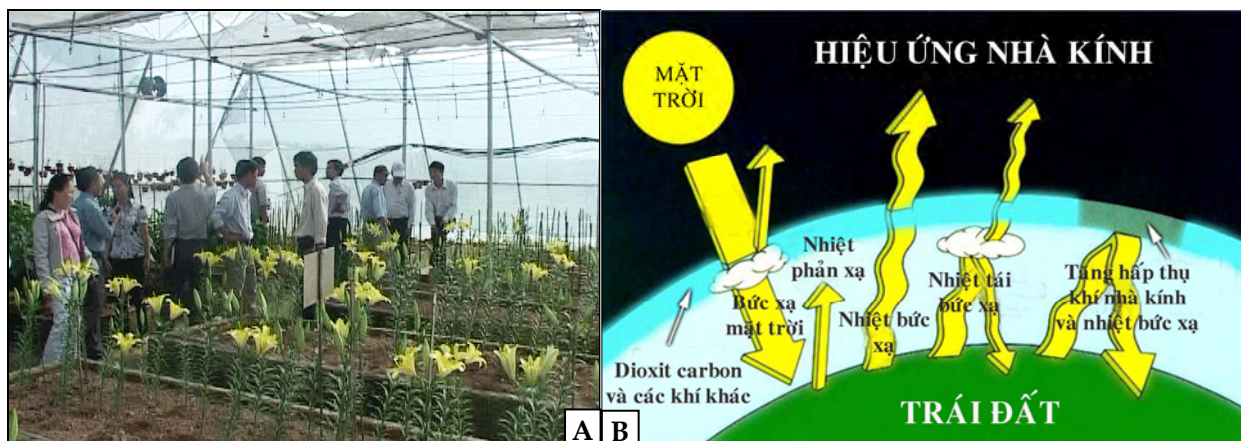 HIỆU ỨNG NHÀ KÍNH
MẶT
TRỜI
Nhiệt
phản xạ
Bức xạ
mặt trời
Nhiệt bức
xạ
Nhiệt tái
bức xạ
Tăng hấp thụ
khí nhà kính
và nhiệt bức xạ
Dioxit carbon
và các khí khác
TRÁI ĐẤT
A
B